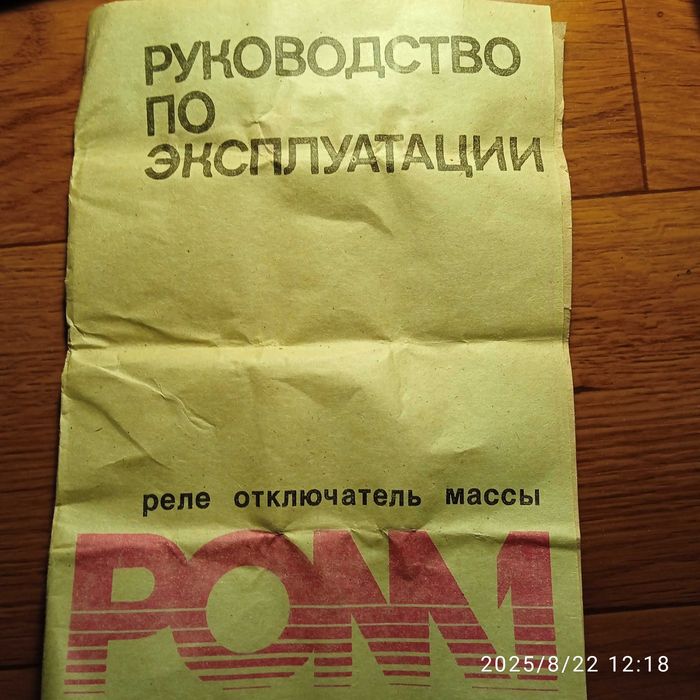 РУКОВОДСТВО
ПО
ЭКСПЛУАТАЦИИ
реле отключатель массы
РОМ1
2025/8/22 12:18